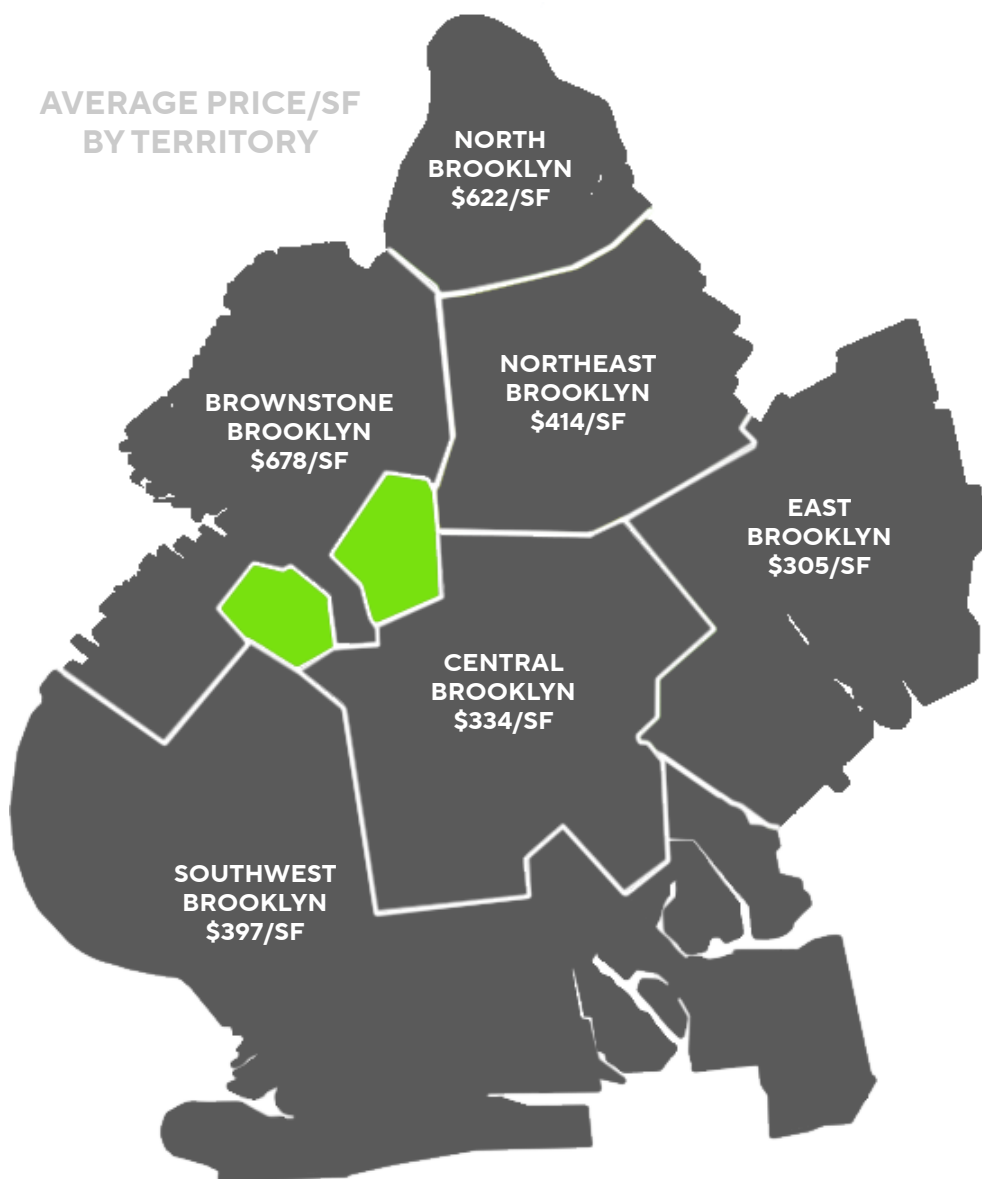 AVERAGE PRICE/SF
BY TERRITORY
NORTH
BROOKLYN
$622/SF
NORTHEAST
BROOKLYN
$414/SF
BROWNSTONE
BROOKLYN
$678/SF
EAST
BROOKLYN
$305/SF
CENTRAL
BROOKLYN
$334/SF
SOUTHWEST
BROOKLYN
$397/SF